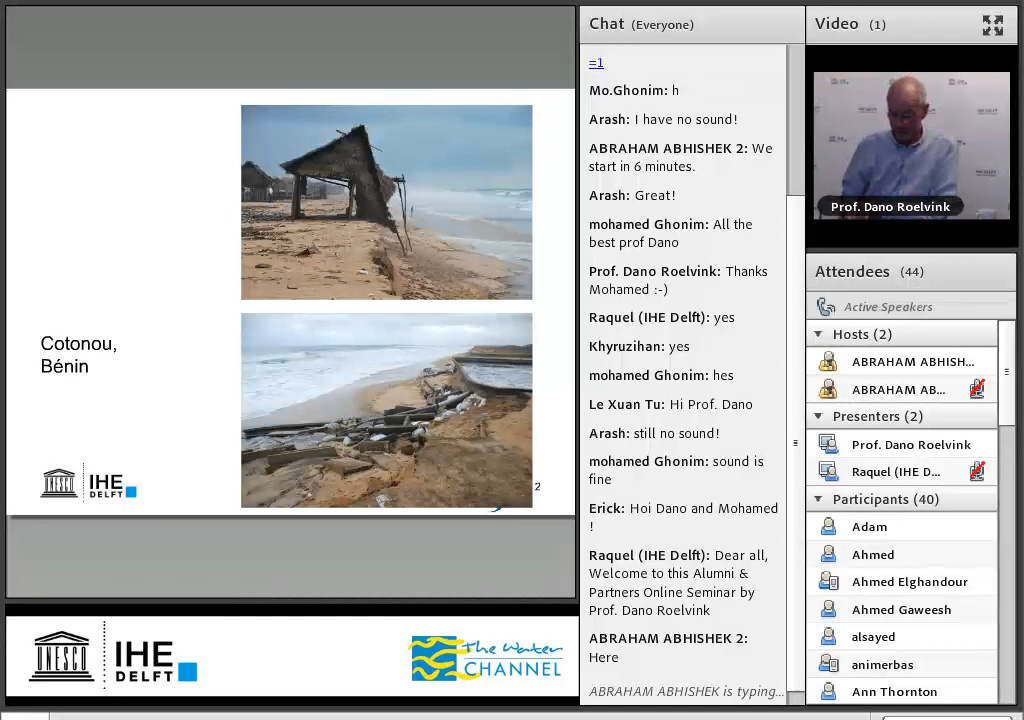 Cotonou,
Bénin
UNESCO
IHE
DELFT
2
UNESCO
IHE
DELFT
The Water
CHANNEL
Chat (Everyone)
=1
Mo.Ghonim: h
Arash: I have no sound!
ABRAHAM ABHISHEK 2: We
start in 6 minutes.
Arash: Great!
mohamed Ghonim: All the
best prof Dano
Prof. Dano Roelvink: Thanks
Mohamed :-)
Raquel (IHE Delft): yes
Khyruzihan: yes
mohamed Ghonim: hes
Le Xuan Tu: Hi Prof. Dano
Arash: still no sound!
mohamed Ghonim: sound is
fine
Erick: Hoi Dano and Mohamed
!
Raquel (IHE Delft): Dear all,
Welcome to this Alumni &
Partners Online Seminar by
Prof. Dano Roelvink
ABRAHAM ABHISHEK 2:
Here
ABRAHAM ABHISHEK is typing...
Video (1)
Prof. Dano Roelvink
Attendees (44)
Active Speakers
Hosts (2)
ABRAHAM ABHISH...
ABRAHAM AB...
Presenters (2)
Prof. Dano Roelvink
Raquel (IHE D...
Participants (40)
Adam
Ahmed
Ahmed Elghandour
Ahmed Gaweesh
alsayed
animerbas
Ann Thornton